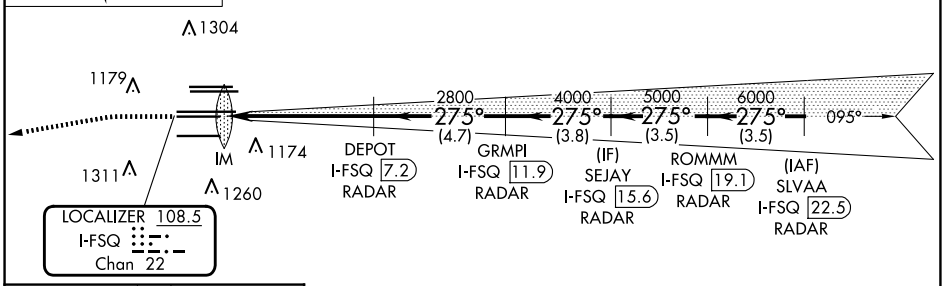 1304
1179
2800 4000 5000 6000
275° 275° 275° 275° 095°
(4.7) (3.8) (3.5) (3.5)
IM
1174
1311
1260
DEPOT
I-FSQ 7.2
RADAR
GRMPI
I-FSQ 11.9
RADAR
(IF)
SEJAY
I-FSQ 15.6
RADAR
ROMMM
I-FSQ 19.1
RADAR
(IAF)
SLVAA
I-FSQ 22.5
RADAR
LOCALIZER 108.5
I-FSQ
Chan 22